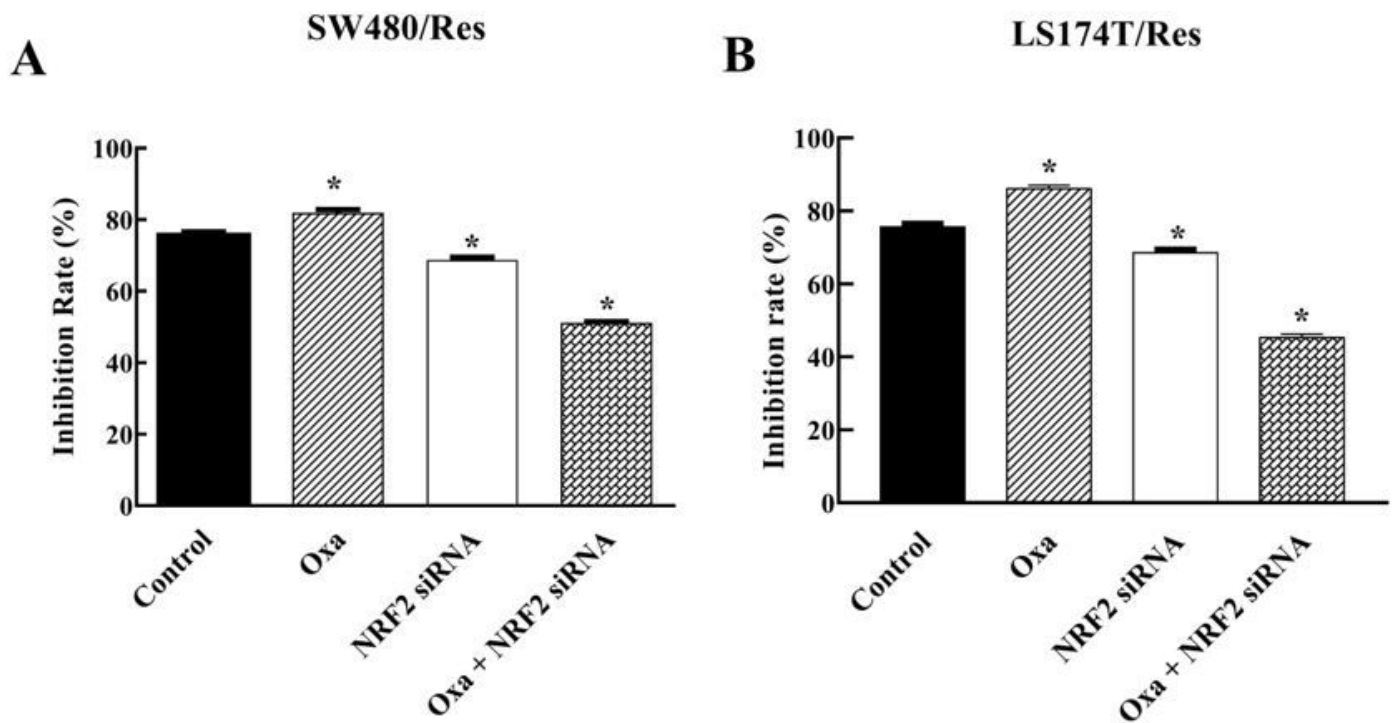 A
SW480/Res
Inhibition Rate (%)
100
80
60
40
20
0
*
*
*
Control
Oxa
NRF2 siRNA
Oxa + NRF2 siRNA
B
LS174T/Res
Inhibition rate (%)
100
80
60
40
20
0
*
*
*
Control
Oxa
NRF2 siRNA
Oxa + NRF2 siRNA